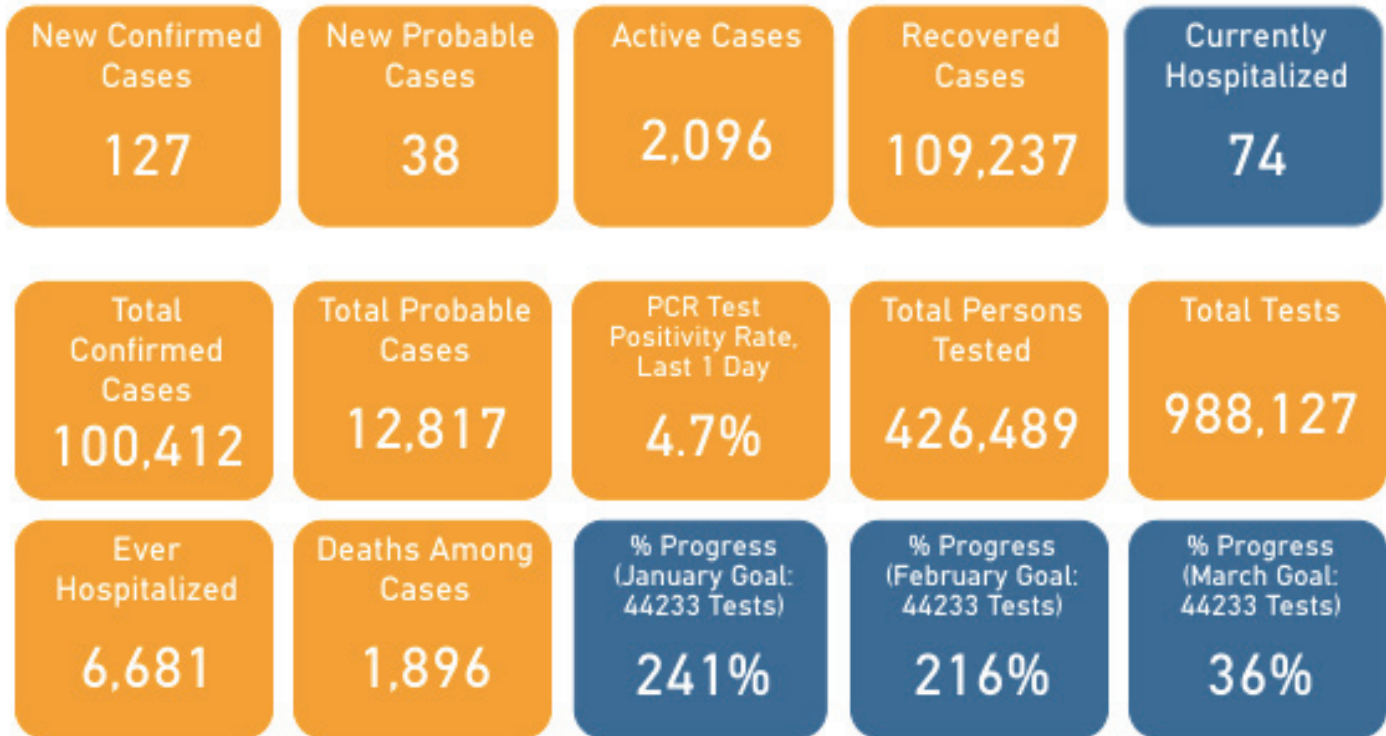 New Confirmed
Cases
127
New Probable
Cases
38
Active Cases
2,096
Recovered
Cases
109,237
Currently
Hospitalized
74
Total
Confirmed
Cases
100,412
Total Probable
Cases
12,817
PCR Test
Positivity Rate,
Last 1 Day
4.7%
Total Persons
Tested
426,489
Total Tests
988,127
Ever
Hospitalized
6,681
Deaths Among
Cases
1,896
% Progress
(January Goal:
44233 Tests)
241%
% Progress
(February Goal:
44233 Tests)
216%
% Progress
(March Goal:
44233 Tests)
36%